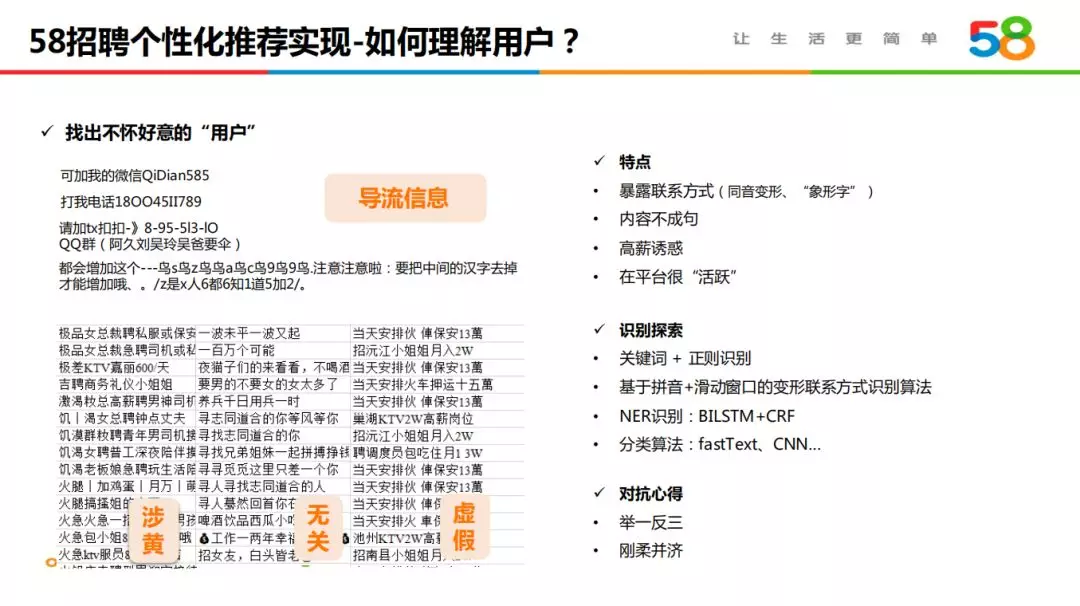 58招聘个性化推荐实现-如何理解用户？
让 生 活 更 简 单
58
找出不怀好意的“用户”
可加我的微信QiDian585
打我电话18OO45II789
请加tx扣扣-》8-95-5l3-lO
QQ群（阿久刘吴玲吴爸要伞）
都会增加这个---鸟s鸟z鸟鸟a鸟c鸟9鸟9鸟.注意注意啦：要把中间的汉字去掉
才能增加哦、。/z是x人6都6知1道5加2/。
导流信息
极品女总裁聘私服或保安 一波未平一波又起 当天安排伙 俥保安13萬
极品女总裁急聘司机或私 一百万个可能 招沅江小姐姐月入2W
极差KTV嘉丽600/天 夜猫子们的来看看，不喝酒 当天安排伙 俥保安13萬
吉聘商务礼仪小姐姐 要男的不要女的女太多了 当天安排火车押运十五萬
激渴妆总高薪聘男神司机 养兵千日用兵一时 当天安排伙 俥保安13萬
饥丨渴女总聘钟点丈夫 寻志同道合的你等风等你 巢湖KTV2W高薪岗位
饥漠群籹聘青年男司机接 寻找志同道合的你 招沅江小姐姐月入2W
饥渴女聘普工深夜陪伴摸 寻找兄弟姐妹一起拼搏挣钱 聘调度员包吃住月1 3W
饥渴老板娘急聘玩生活陪 寻寻觅觅这里只差一个你 当天安排伙 俥保安13萬
火腿丨加鸡蛋丨月万丨萌 寻人寻找志同道合的人 当天安排伙 俥保安13萬
火腿搞搔姐的 寻人蓦然回首你在 当天安排伙
火急火急一招 男孩 啤酒饮品西瓜小吃 当天安排火 車保
火急包小姐8 哦 工作一两年幸福 池州KTV2W高薪
火急ktv服员8 招女友，白头皆老 招南县小姐姐月
涉黄
无关
虚假
特点
暴露联系方式（同音变形、“象形字”）
内容不成句
高薪诱惑
在平台很“活跃”
识别探索
关键词 + 正则识别
基于拼音+滑动窗口的变形联系方式识别算法
NER识别：BILSTM+CRF
分类算法：fastText、CNN...
对抗心得
举一反三
刚柔并济